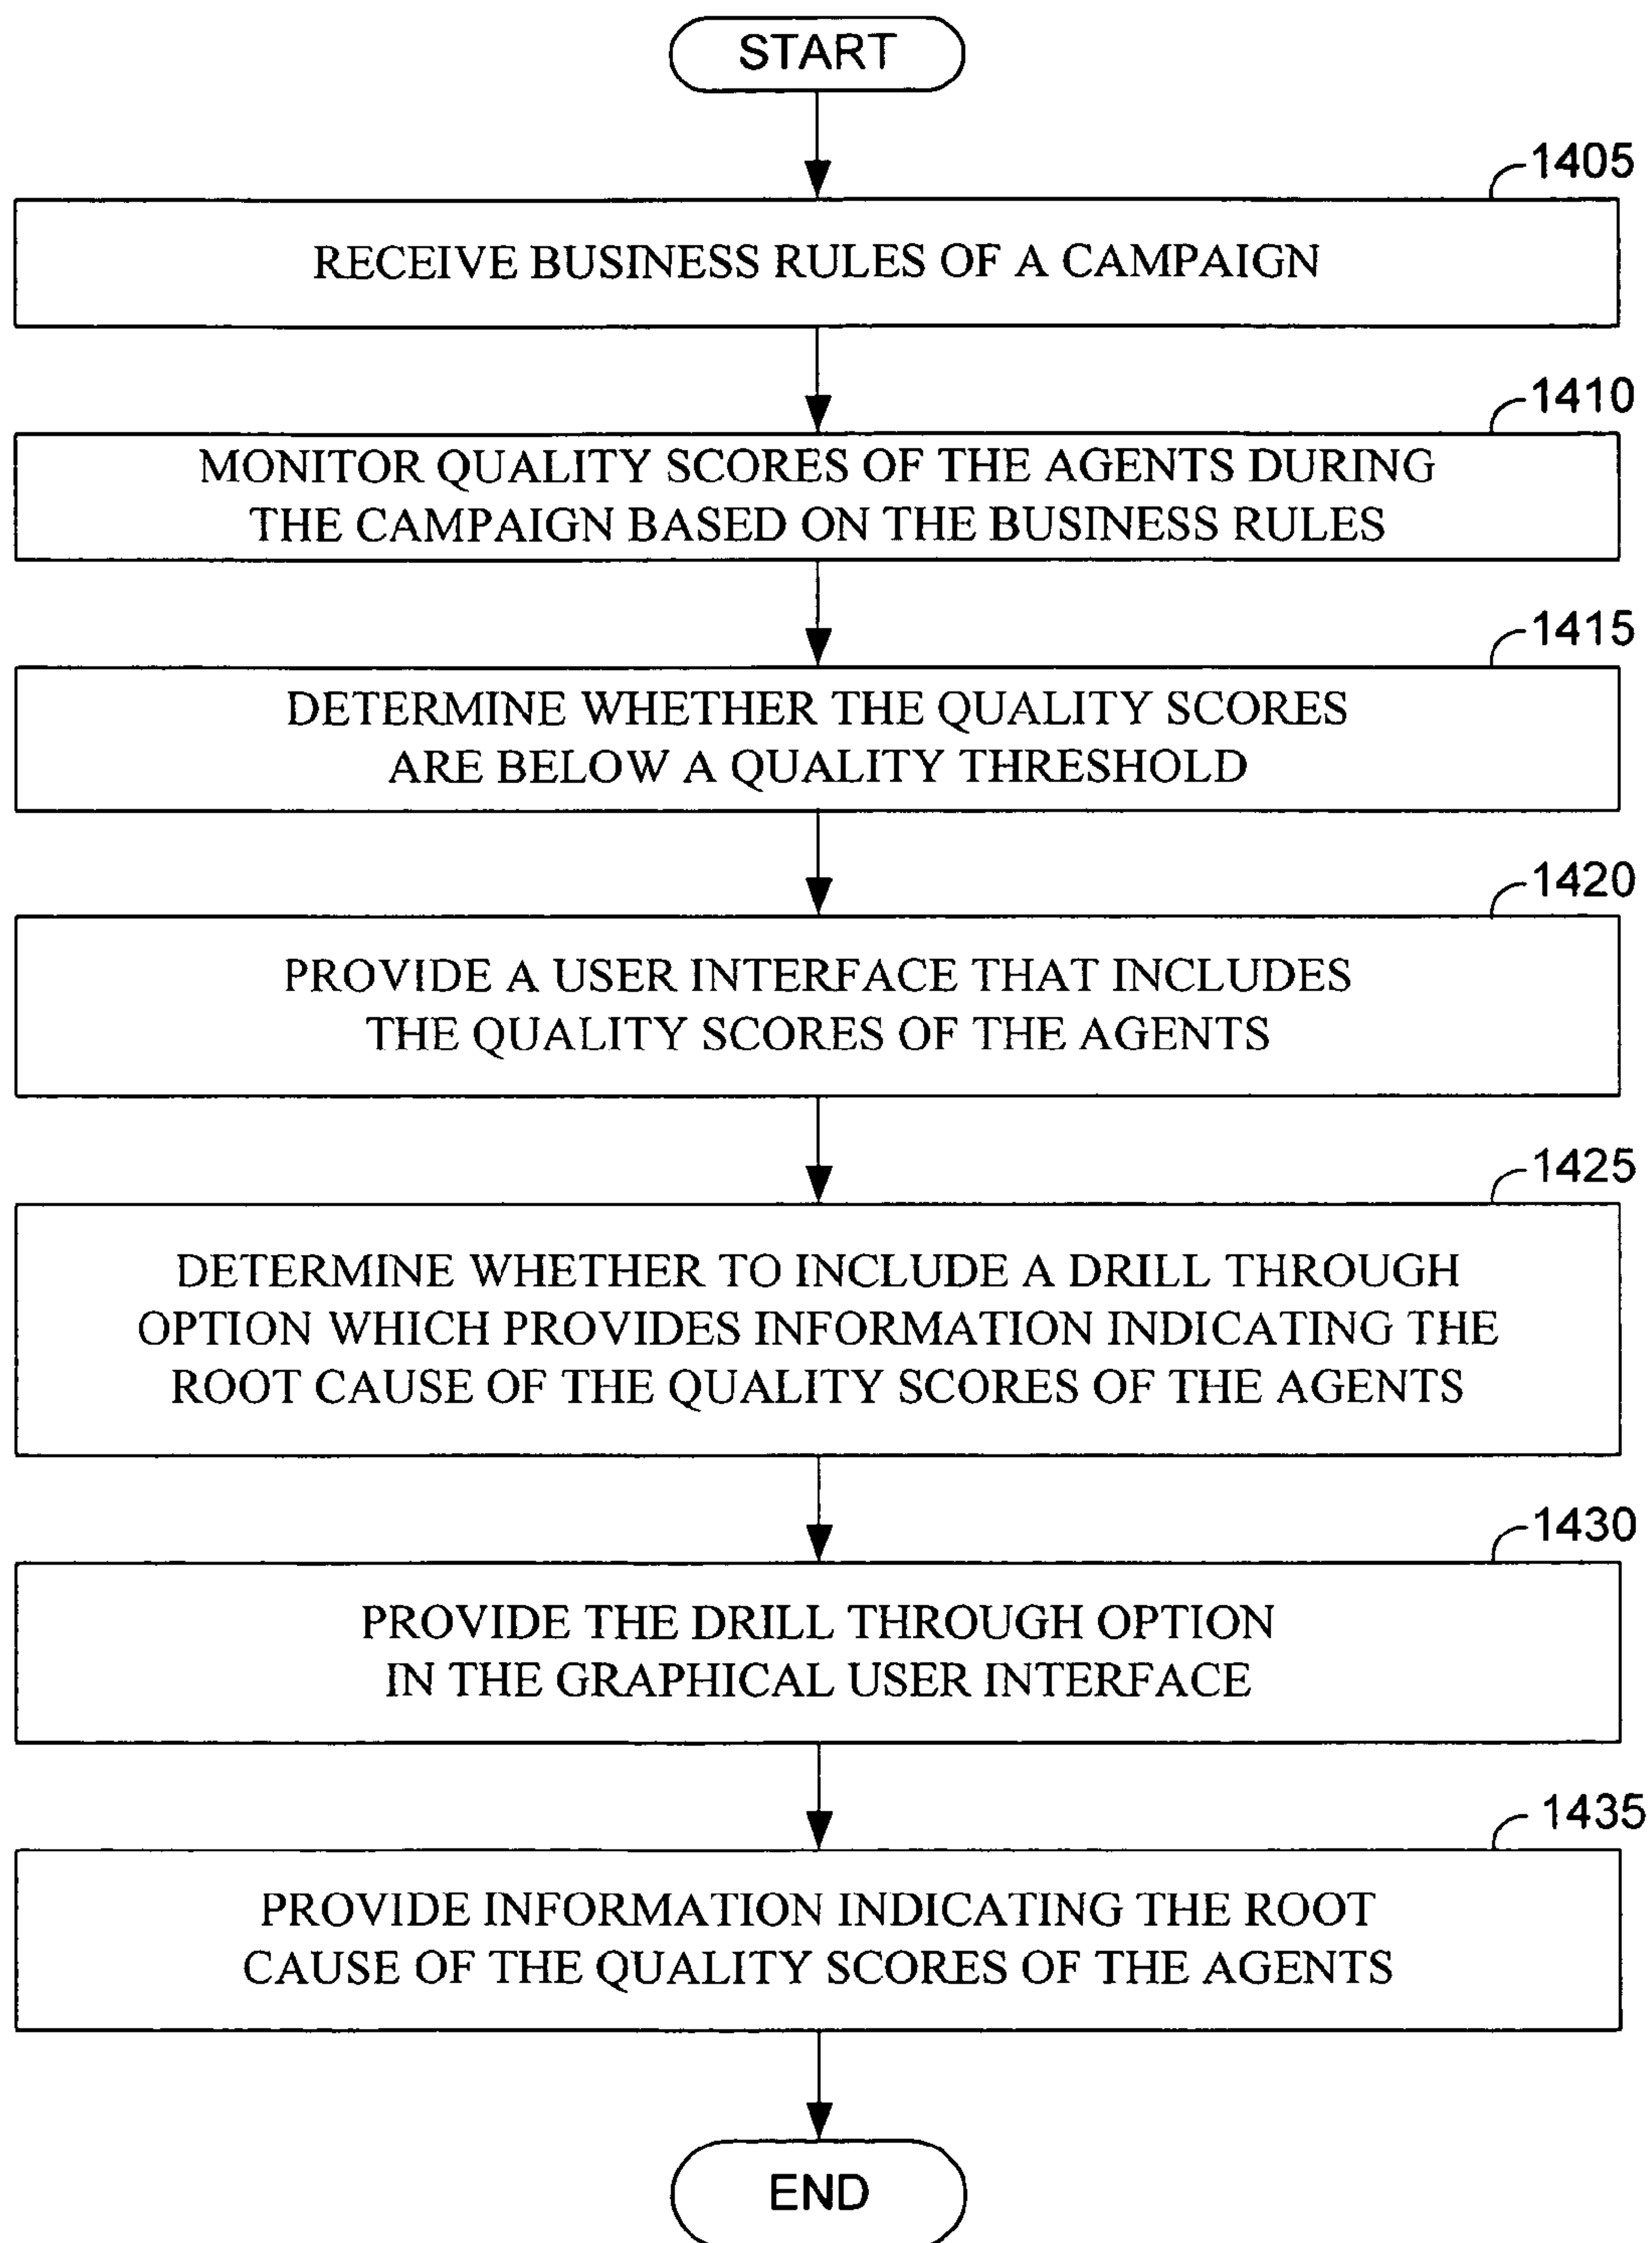 START
1405
RECEIVE BUSINESS RULES OF A CAMPAIGN
1410
MONITOR QUALITY SCORES OF THE AGENTS DURING
THE CAMPAIGN BASED ON THE BUSINESS RULES
1415
DETERMINE WHETHER THE QUALITY SCORES
ARE BELOW A QUALITY THRESHOLD
1420
PROVIDE A USER INTERFACE THAT INCLUDES
THE QUALITY SCORES OF THE AGENTS
1425
DETERMINE WHETHER TO INCLUDE A DRILL THROUGH
OPTION WHICH PROVIDES INFORMATION INDICATING THE
ROOT CAUSE OF THE QUALITY SCORES OF THE AGENTS
1430
PROVIDE THE DRILL THROUGH OPTION
IN THE GRAPHICAL USER INTERFACE
1435
PROVIDE INFORMATION INDICATING THE ROOT
CAUSE OF THE QUALITY SCORES OF THE AGENTS
END